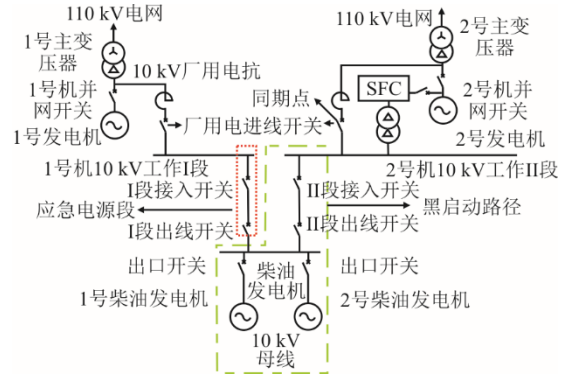 110 kV电网
1号主变
压器
10 kV厂用电抗
1号机并
网开关
1号发电机
110 kV电网
2号主变
压器
SFC
同期点
2号机并
网开关
2号发电机
厂用电进线开关
1号机10 kV工作I段
2号机10 kV工作II段
I段接入开关
II段接入开关
应急电源段
黑启动路径
I段出线开关
II段出线开关
出口开关
柴油
发电机
出口开关
1号柴油发电机
2号柴油发电机
10 kV
母线